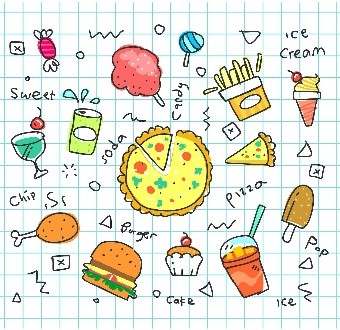 ice
Cream
Sweet
Candy
Soda
Chip
Pizza
Burger
Pop
Cake
ice